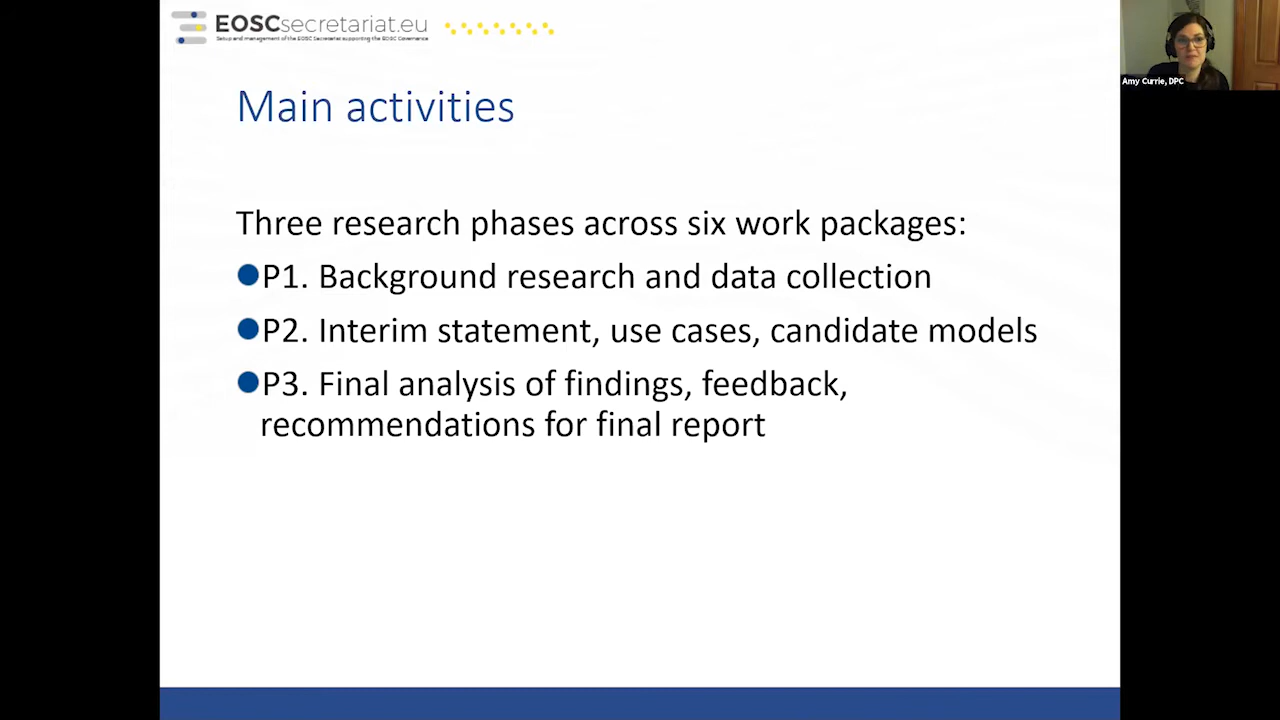 EOSCsecretariat.eu
Setup and management of the EOSC Secretariat supporting the EOSC Governance
Amy Currie, DPC
Main activities
Three research phases across six work packages:
P1. Background research and data collection
P2. Interim statement, use cases, candidate models
P3. Final analysis of findings, feedback,
recommendations for final report